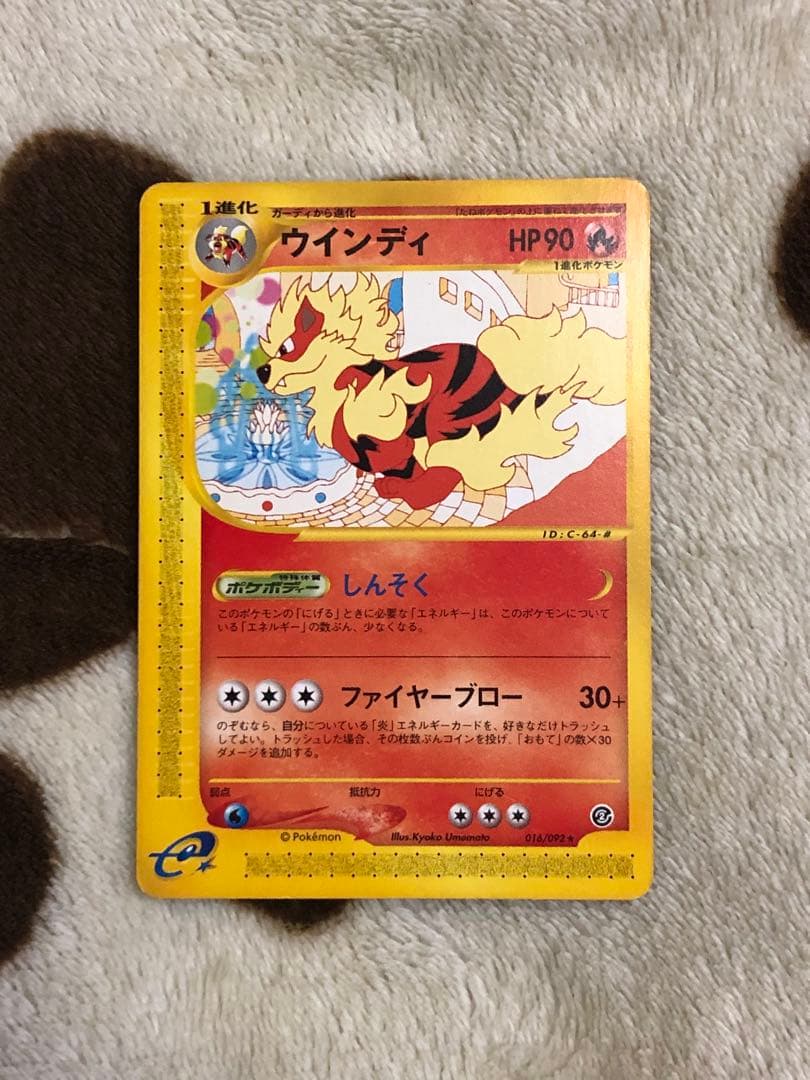 1進化
ガーディから進化
ウインディ
HP90
1進化ポケモン
ID:C-64-#
特殊体質
ポケボディー
しんそく
このポケモンの「にげる」ときに必要な「エネルギー」は、このポケモンについて
いる「エネルギー」の数ぶん、少なくなる。
ファイヤーブロー
30+
のぞむなら、自分についている「炎」エネルギーカードを、好きなだけトラッシュ
してよい。トラッシュした場合、その枚数ぶんコインを投げ、「おもて」の数×30
ダメージを追加する。
弱点
抵抗力
にげる
© Pokémon
Illus.Kyoko Umemoto
016/092★
2
e